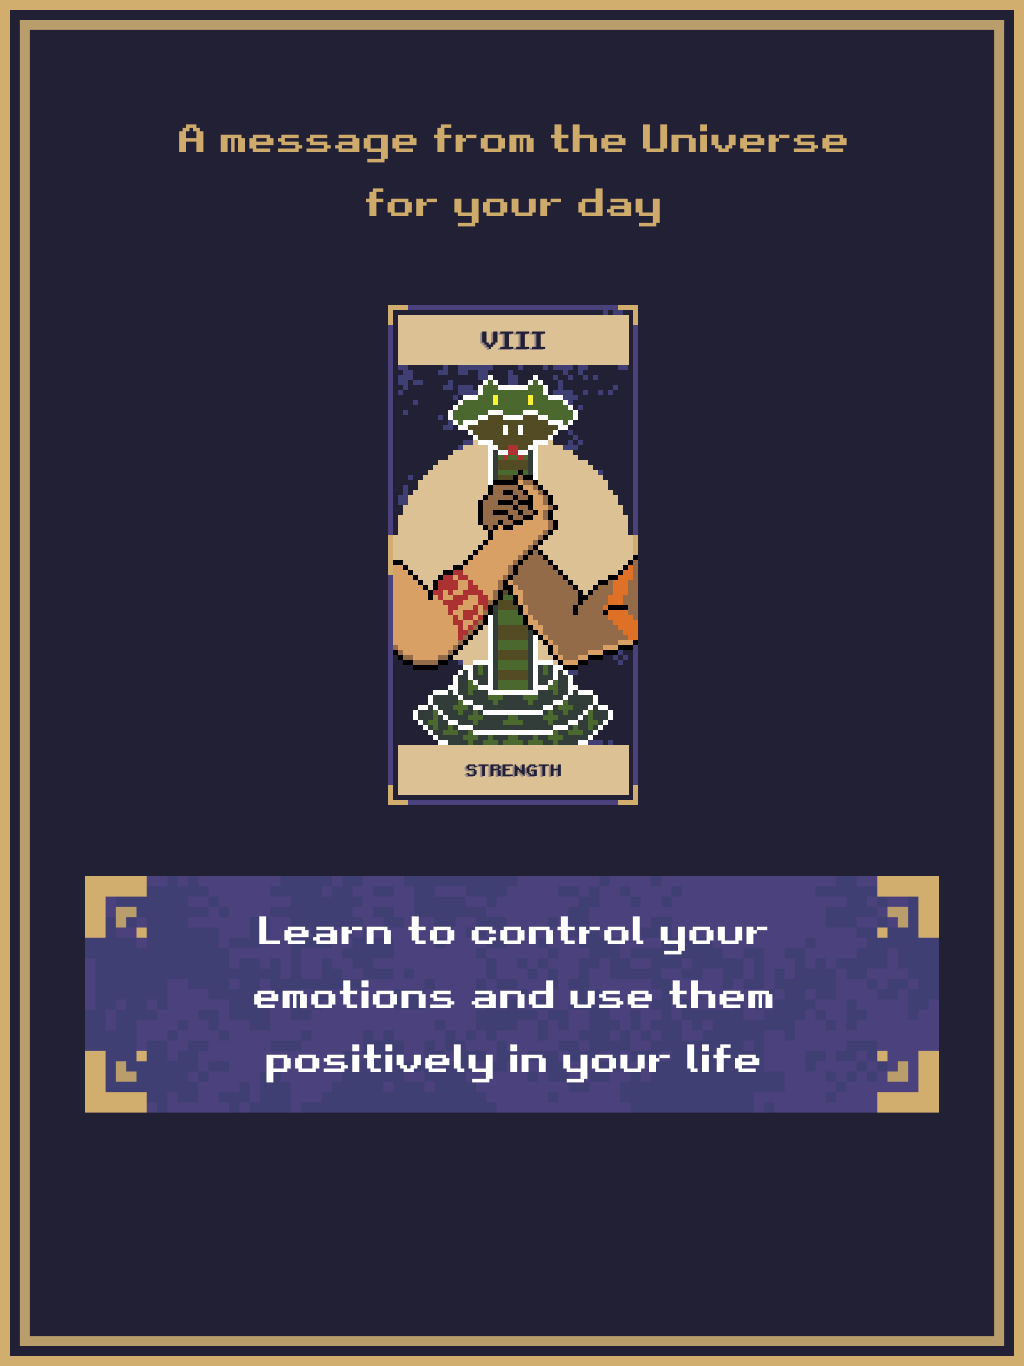 A message from the Universe
for your day
VIII
STRENGTH
Learn to control your
emotions and use them
positively in your life